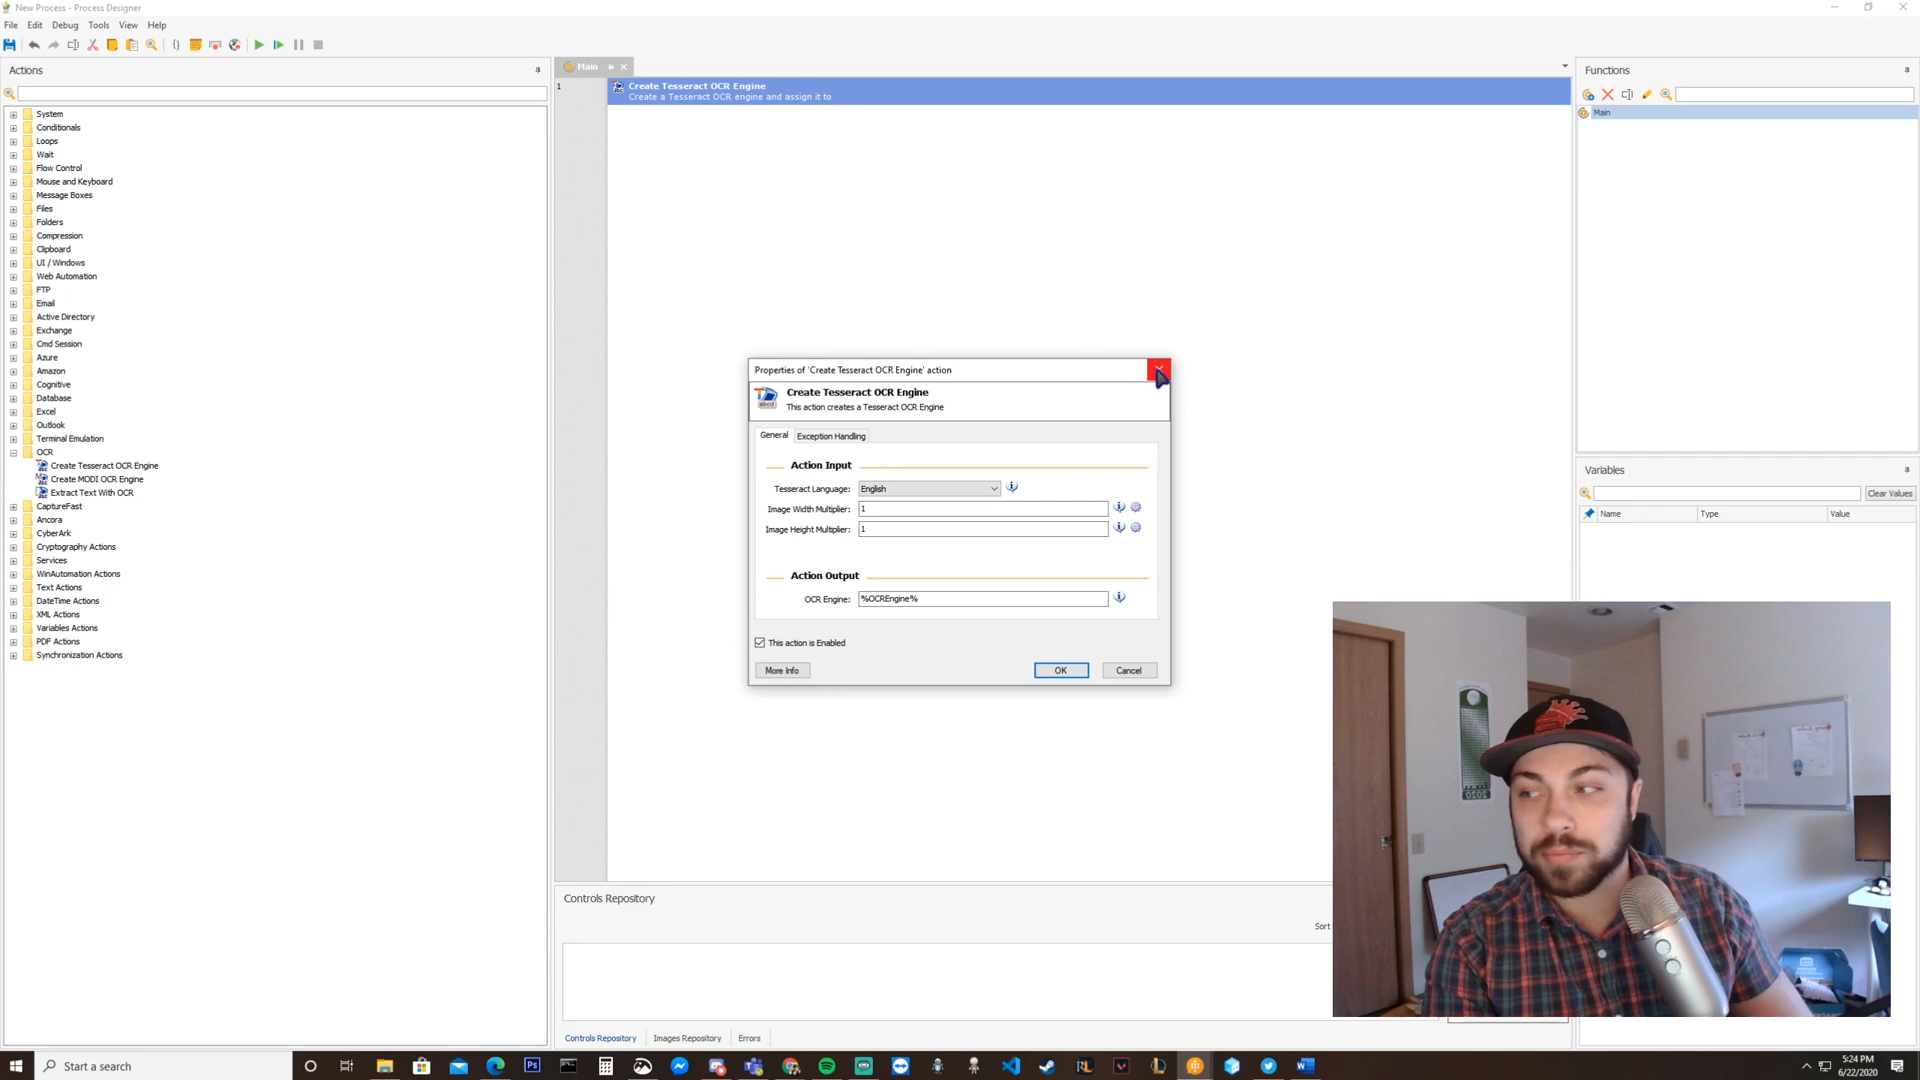 New Process - Process Designer
File Edit Debug Tools View Help
Actions
System
Conditionals
Loops
Wait
Flow Control
Mouse and Keyboard
Message Boxes
Files
Folders
Compression
Clipboard
UI / Windows
Web Automation
FTP
Email
Active Directory
Exchange
Cmd Session
Azure
Amazon
Cognitive
Database
Excel
Outlook
Terminal Emulation
OCR
Create Tesseract OCR Engine
Create MODI OCR Engine
Extract Text With OCR
CaptureFast
Ancora
CyberArk
Cryptography Actions
Services
WinAutomation Actions
Text Actions
DateTime Actions
XML Actions
Variables Actions
PDF Actions
Synchronization Actions
Main
1
Create Tesseract OCR Engine
Create a Tesseract OCR engine and assign it to
Properties of 'Create Tesseract OCR Engine' action
Create Tesseract OCR Engine
This action creates a Tesseract OCR Engine
General Exception Handling
Action Input
Tesseract Language: English
Image Width Multiplier: 1
Image Height Multiplier: 1
Action Output
OCR Engine: %OCREngine%
This action is Enabled
More Info OK Cancel
Functions
Main
Variables
Clear Values
Name Type Value
Controls Repository
Sort
Controls Repository Images Repository Errors
2020
Start a search
5:24 PM
6/22/2020